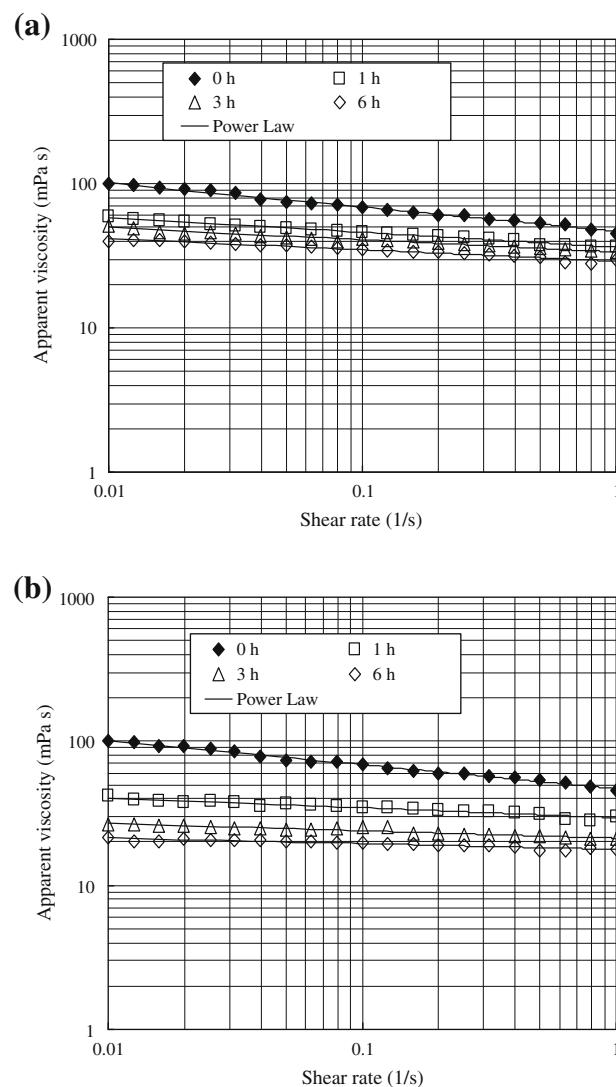 (a)
1000
100
10
1
0.01 0.1 1
Apparent viscosity (mPa s)
Shear rate (1/s)
0 h 1 h
3 h 6 h
Power Law
(b)
1000
100
10
1
0.01 0.1 1
Apparent viscosity (mPa s)
Shear rate (1/s)
0 h 1 h
3 h 6 h
Power Law